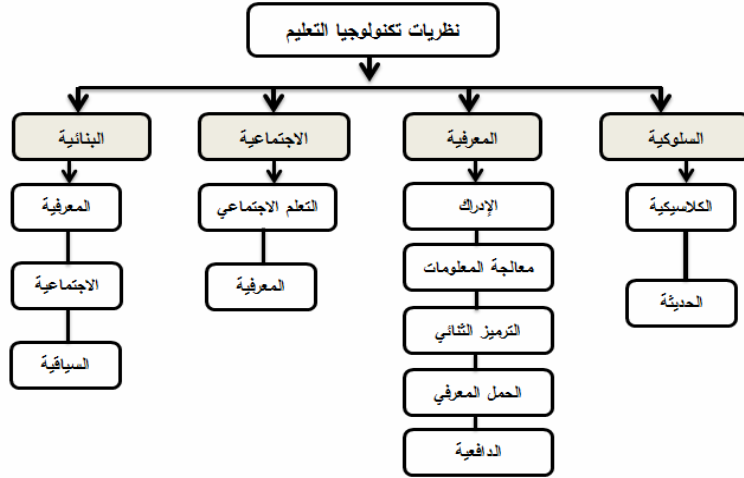 نظريات تكنولوجيا التعليم
السلوكية
المعرفية
الاجتماعية
البنائية
الكلاسيكية
الحديثة
الإدراك
معالجة المعلومات
الترميز الثنائي
الحمل المعرفي
الدافعية
التعلم الاجتماعي
المعرفية
المعرفية
الاجتماعية
السياقية